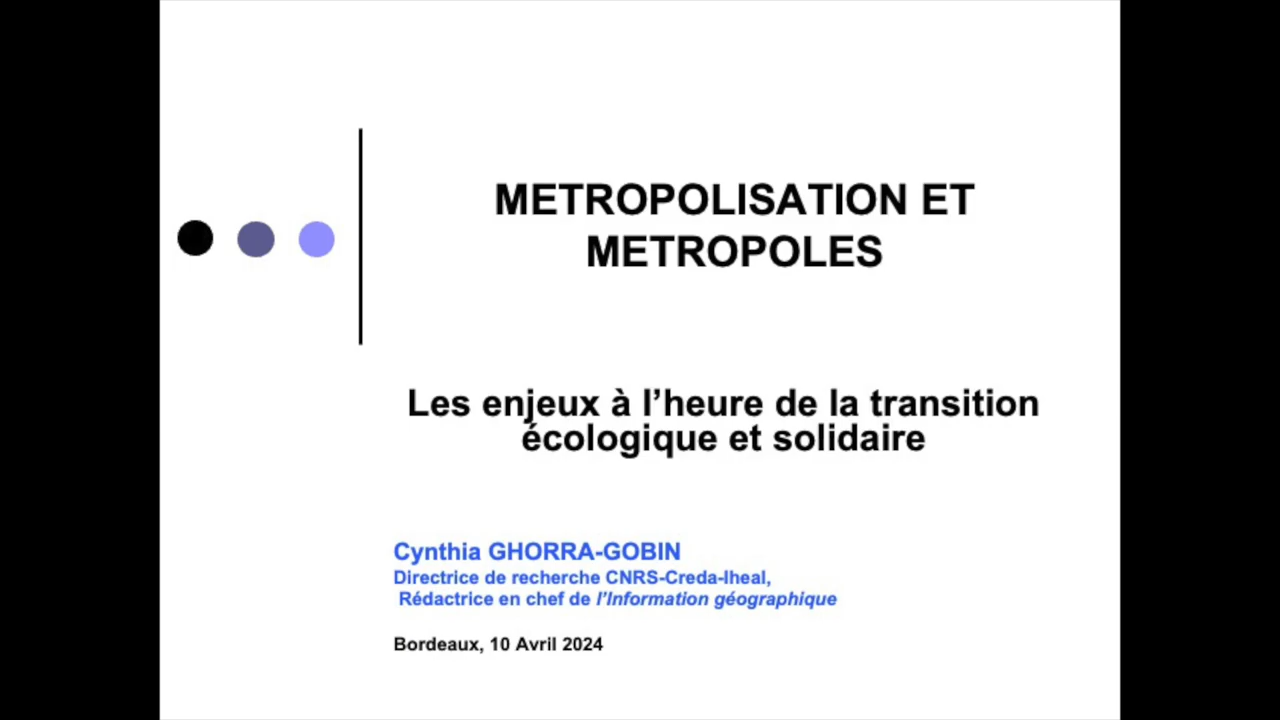 METROPOLISATION ET
METROPOLES
Les enjeux à l’heure de la transition
écologique et solidaire
Cynthia GHORRA-GOBIN
Directrice de recherche CNRS-Creda-Iheal,
Rédactrice en chef de l’Information géographique
Bordeaux, 10 Avril 2024